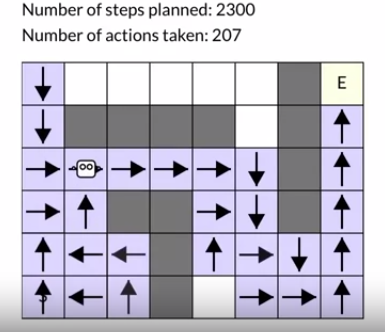 Number of steps planned: 2300
Number of actions taken: 207
E
S